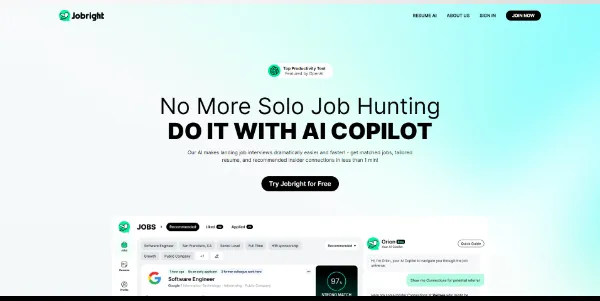 Jobright
RESUME AI ABOUT US SIGN IN JOIN NOW
Top Productivity Tool
Featured by OpenAI
No More Solo Job Hunting
DO IT WITH AI COPILOT
Our AI makes landing job interviews dramatically easier and faster! - get matched jobs, tailored
resume, and recommended insider connections in less than 1 min!
Try Jobright for Free
JOBS Recommended Liked Applied
Orion
Your AI Copilot
Quick Guide
Jobs
Software Engineer San Francisco, CA Senior Level Full Time H1B sponsorship
Recommended
Growth Public Company +1
Hi, I'm Orion, your AI Copilot to navigate you through the job
universe.
Resume
1 hour ago
Software Engineer
Google
97%
STRONG MATCH
Show me Connections for potential referral
Profile